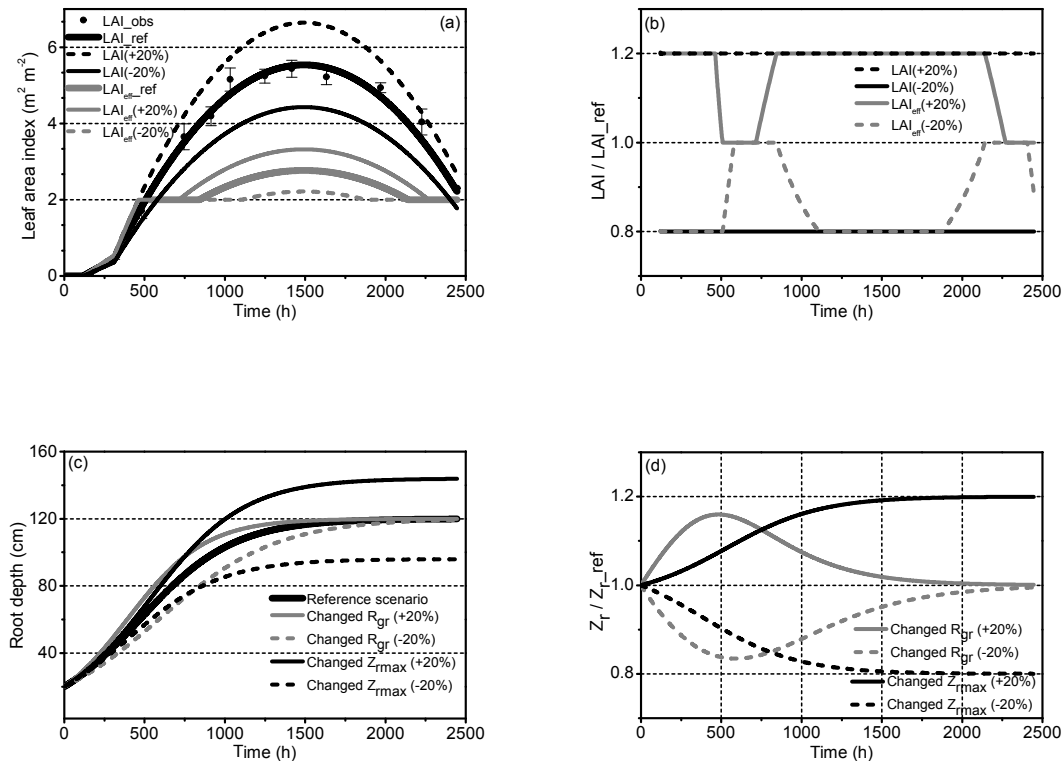 (a)
LAI_obs
LAI_ref
LAI(+20%)
LAI(-20%)
LAIeff_ref
LAIeff(+20%)
LAIeff(-20%)
6
4
2
0
0 500 1000 1500 2000 2500
Leaf area index (m² m⁻²)
Time (h)
(b)
LAI(+20%)
LAI(-20%)
LAIeff(+20%)
LAIeff(-20%)
1.2
1.0
0.8
0 500 1000 1500 2000 2500
LAI / LAI_ref
Time (h)
(c)
160
120
80
40
Reference scenario
Changed Rgr (+20%)
Changed Rgr (-20%)
Changed Zrmax (+20%)
Changed Zrmax (-20%)
0 500 1000 1500 2000 2500
Root depth (cm)
Time (h)
(d)
1.2
1.0
0.8
Changed Rgr (+20%)
Changed Rgr (-20%)
Changed Zrmax (+20%)
Changed Zrmax (-20%)
0 500 1000 1500 2000 2500
Zr / Zr_ref
Time (h)